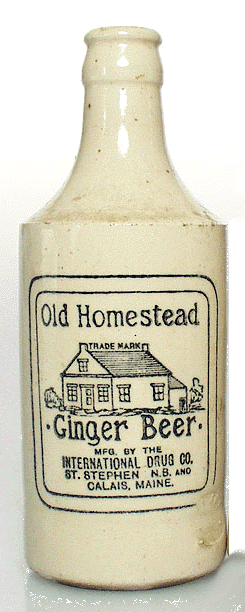 Old Homestead
TRADE MARK
·Ginger Beer·
MFG. BY THE
INTERNATIONAL DRUG CO.
ST. STEPHEN N.B. AND
CALAIS, MAINE.